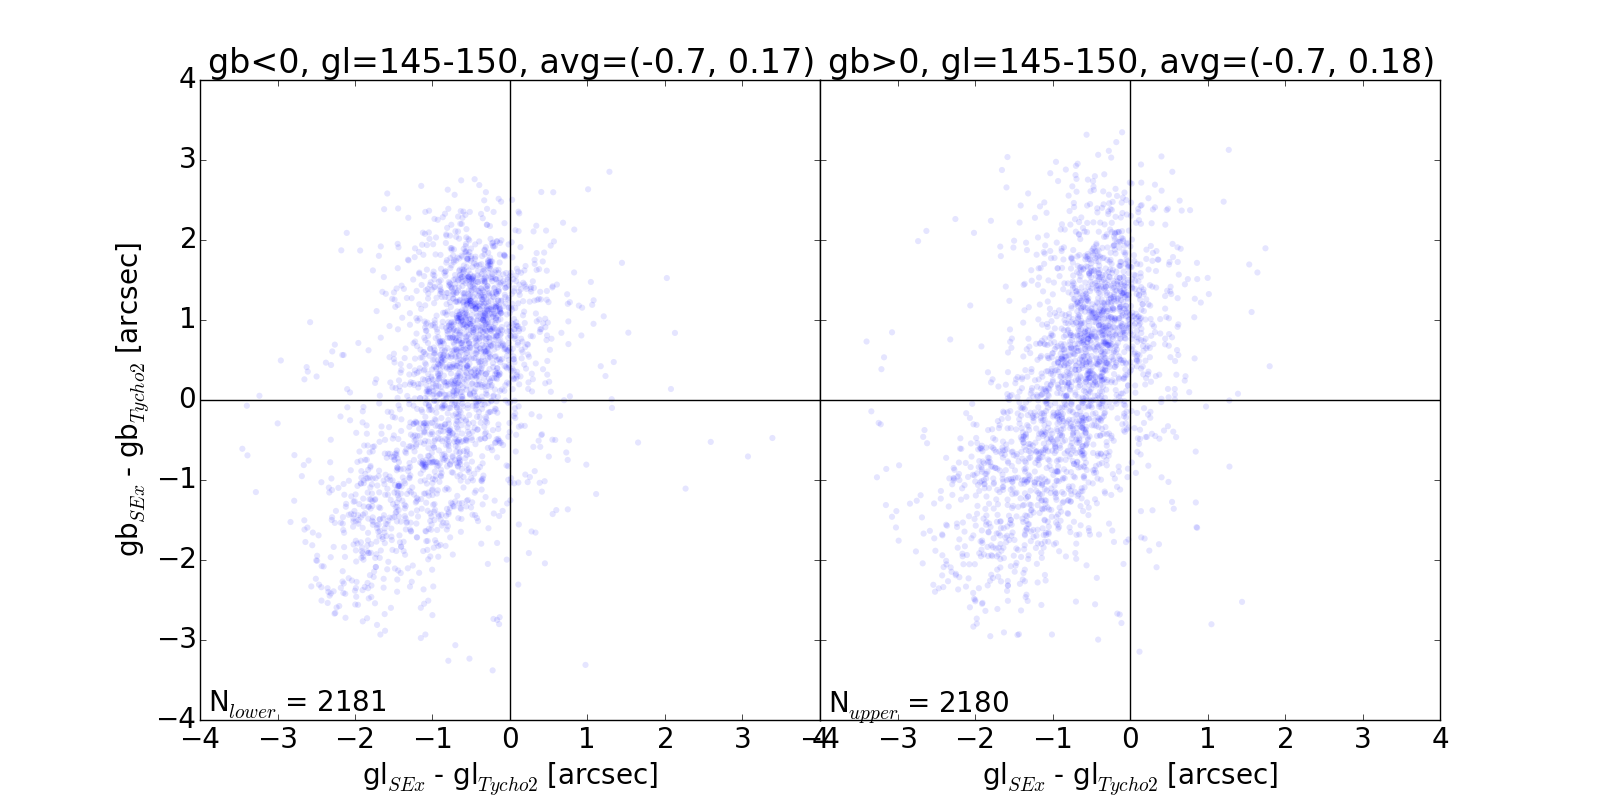 gb<0, gl=145-150, avg=(-0.7, 0.17) gb>0, gl=145-150, avg=(-0.7, 0.18)
4
3
2
1
0
−1
−2
−3
−4
gb_SEx - gb_Tycho2 [arcsec]
N_lower = 2181
N_upper = 2180
−4 −3 −2 −1 0 1 2 3 4
−4 −3 −2 −1 0 1 2 3 4
gl_SEx - gl_Tycho2 [arcsec]
gl_SEx - gl_Tycho2 [arcsec]